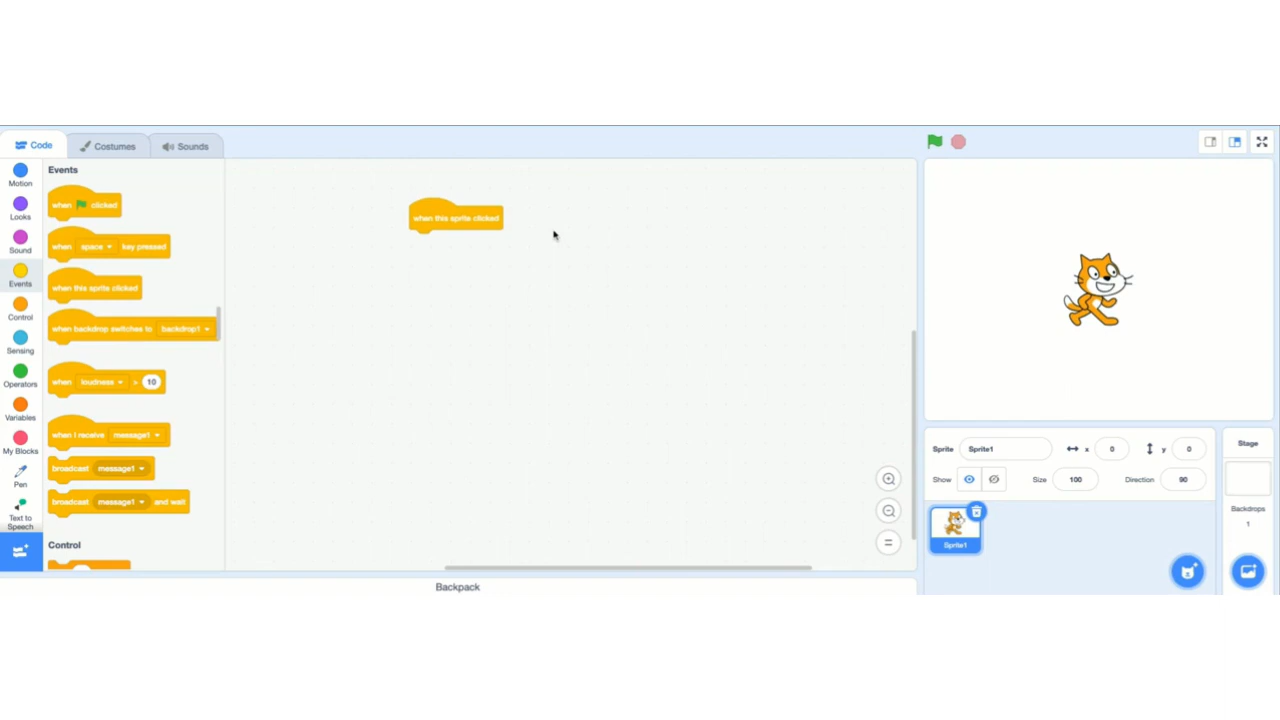 Code
Costumes
Sounds
Motion
Looks
Sound
Events
Control
Sensing
Operators
Variables
My Blocks
Pen
Text to
Speech
Events
when clicked
when space key pressed
when this sprite clicked
when backdrop switches to backdrop1
when loudness > 10
when I receive message1
broadcast message1
broadcast message1 and wait
Control
when this sprite clicked
Backpack
Sprite Sprite1 x 0 y 0
Show Size 100 Direction 90
Sprite1
Stage
Backdrops
1